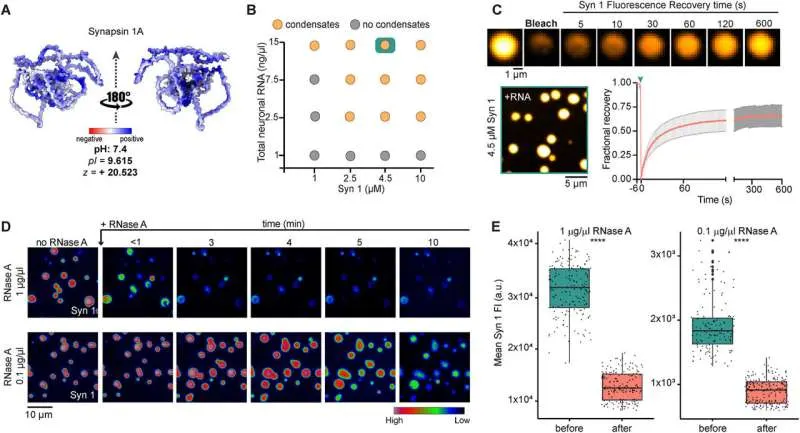 A
Synapsin 1A
180°
negative positive
pH: 7.4
pI = 9.615
z = + 20.523
B
condensates no condensates
Total neuronal RNA (ng/μl)
15
7.5
2.5
1
1 2.5 4.5 10
Syn 1 (μM)
C
Syn 1 Fluorescence Recovery time (s)
Bleach 5 10 30 60 120 600
1 μm
4.5 μM Syn 1
+RNA
5 μm
Fractional recovery
1.00
0.75
0.50
0.25
0
-60 60 300 600
Time (s)
D
+ RNase A
time (min)
no RNase A <1 3 4 5 10
RNase A
1 μg/μl
Syn 1
RNase A
0.1 μg/μl
Syn 1
10 μm
High Low
E
1 μg/μl RNase A
0.1 μg/μl RNase A
Mean Syn 1 FI (a.u.)
4x10⁴
3x10⁴
2x10⁴
1x10⁴
****
before after
3x10³
2x10³
1x10³
****
before after